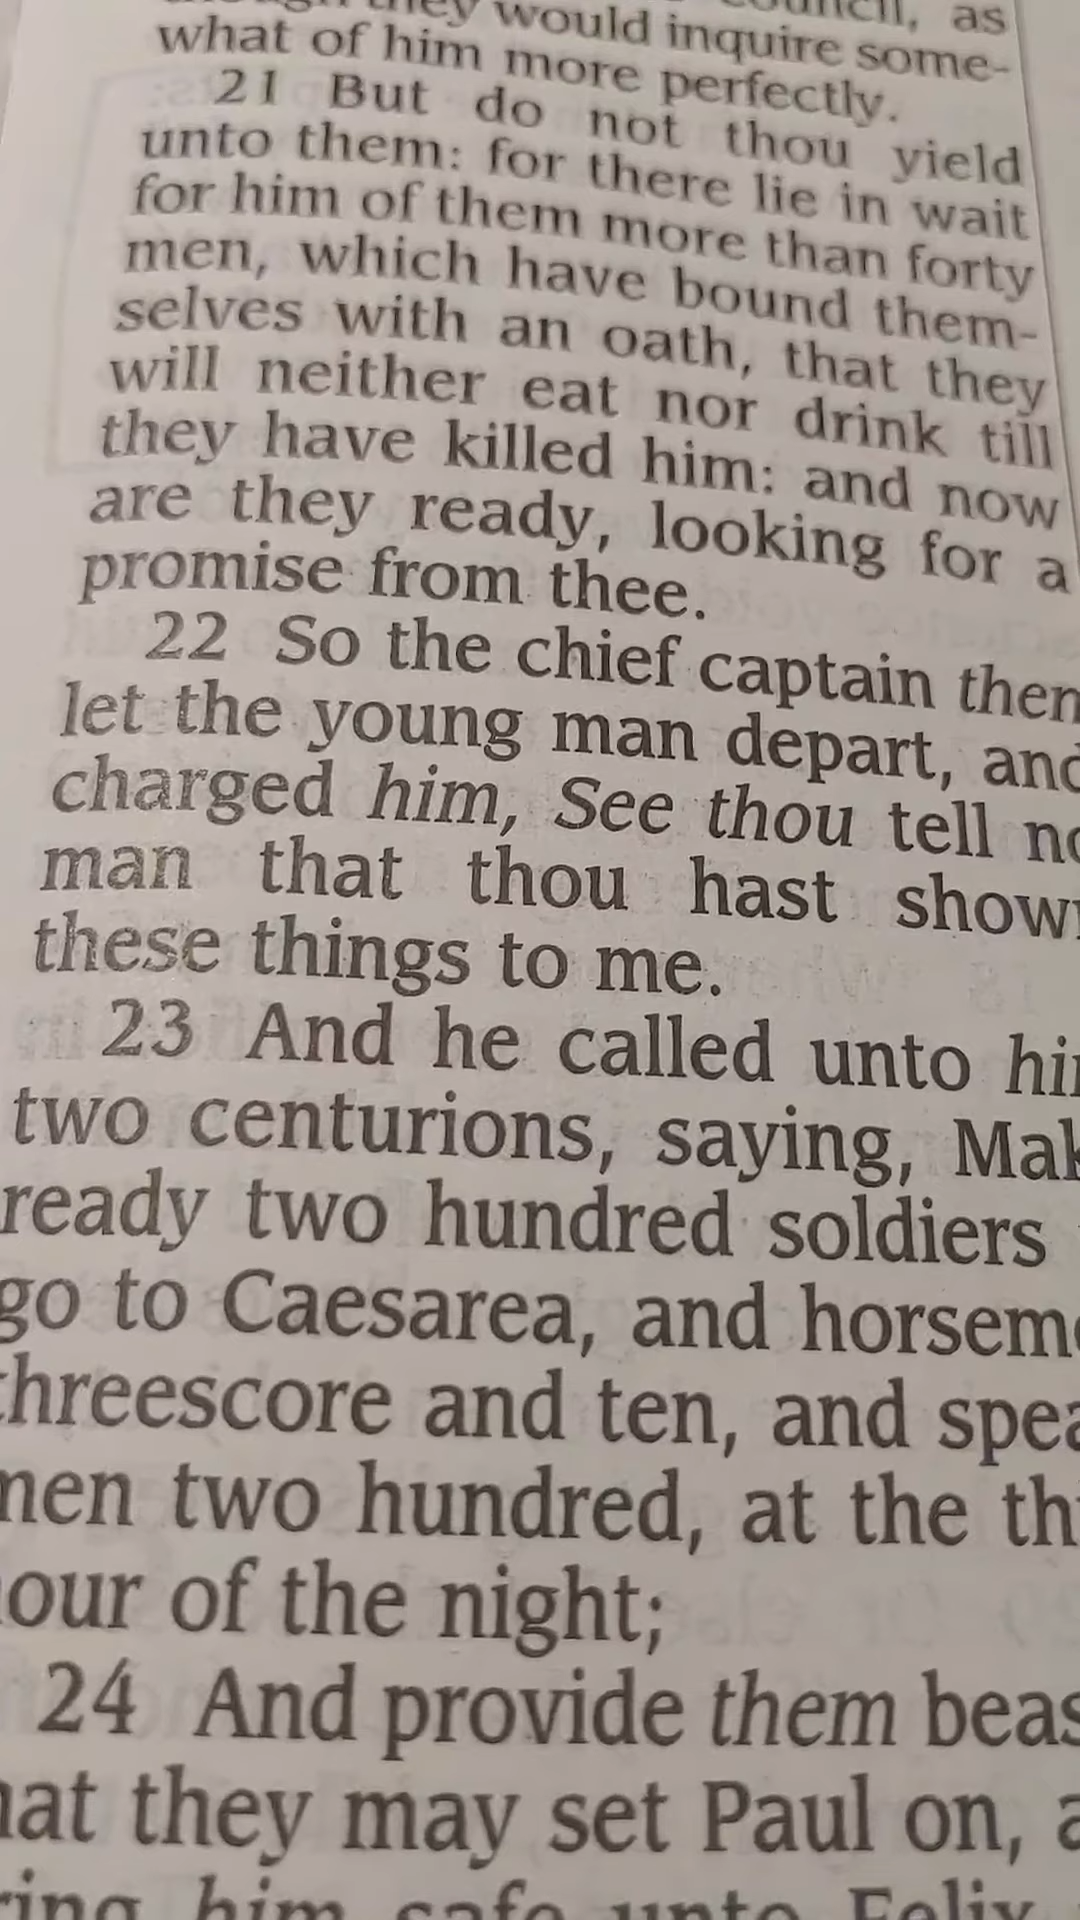 they would inquire some-
what of him more perfectly.
21 But do not thou yield
unto them: for there lie in wait
for him of them more than forty
men, which have bound them-
selves with an oath, that they
will neither eat nor drink till
they have killed him: and now
are they ready, looking for a
promise from thee.
22 So the chief captain then
let the young man depart, and
charged him, See thou tell no
man that thou hast shown
these things to me.
23 And he called unto hi
two centurions, saying, Mak
ready two hundred soldiers
go to Caesarea, and horsem
threescore and ten, and spea
men two hundred, at the th
our of the night;
24 And provide them beas
hat they may set Paul on, a
ring him safe unto Felix